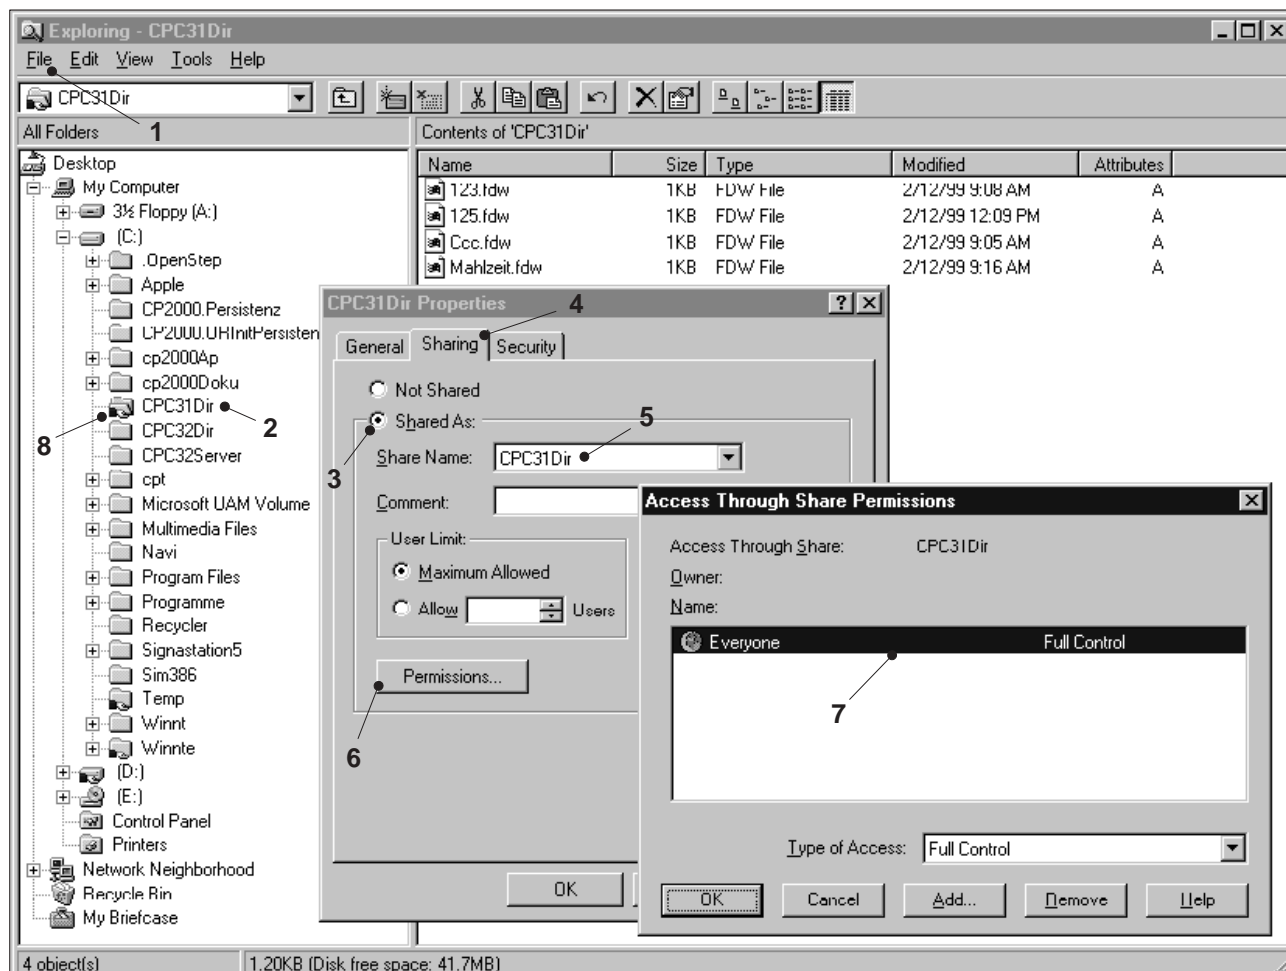 Exploring - CPC31Dir
File Edit View Tools Help
CPC31Dir
1
All Folders
Contents of 'CPC31Dir'
Name Size Type Modified Attributes
123.fdw 1KB FDW File 2/12/99 9:08 AM A
125.fdw 1KB FDW File 2/12/99 12:09 PM A
Ccc.fdw 1KB FDW File 2/12/99 9:05 AM A
Mahlzeit.fdw 1KB FDW File 2/12/99 9:16 AM A
Desktop
My Computer
3½ Floppy (A:)
(C:)
.OpenStep
Apple
CP2000.Persistenz
CP2000.URInitPersisten
cp2000Ap
cp2000Doku
CPC31Dir
2
8
CPC32Dir
CPC32Server
cpt
Microsoft UAM Volume
Multimedia Files
Navi
Program Files
Programme
Recycler
Signastation5
Sim386
Temp
Winnt
Winnte
(D:)
(E:)
Control Panel
Printers
Network Neighborhood
Recycle Bin
My Briefcase
4 object(s)
1.20KB (Disk free space: 41.7MB)
CPC31Dir Properties
4
General Sharing Security
Not Shared
Shared As:
3
5
Share Name: CPC31Dir
Comment:
User Limit:
Maximum Allowed
Allow Users
Permissions...
6
OK
Access Through Share Permissions
Access Through Share: CPC31Dir
Owner:
Name:
Everyone Full Control
7
Type of Access: Full Control
OK Cancel Add... Remove Help